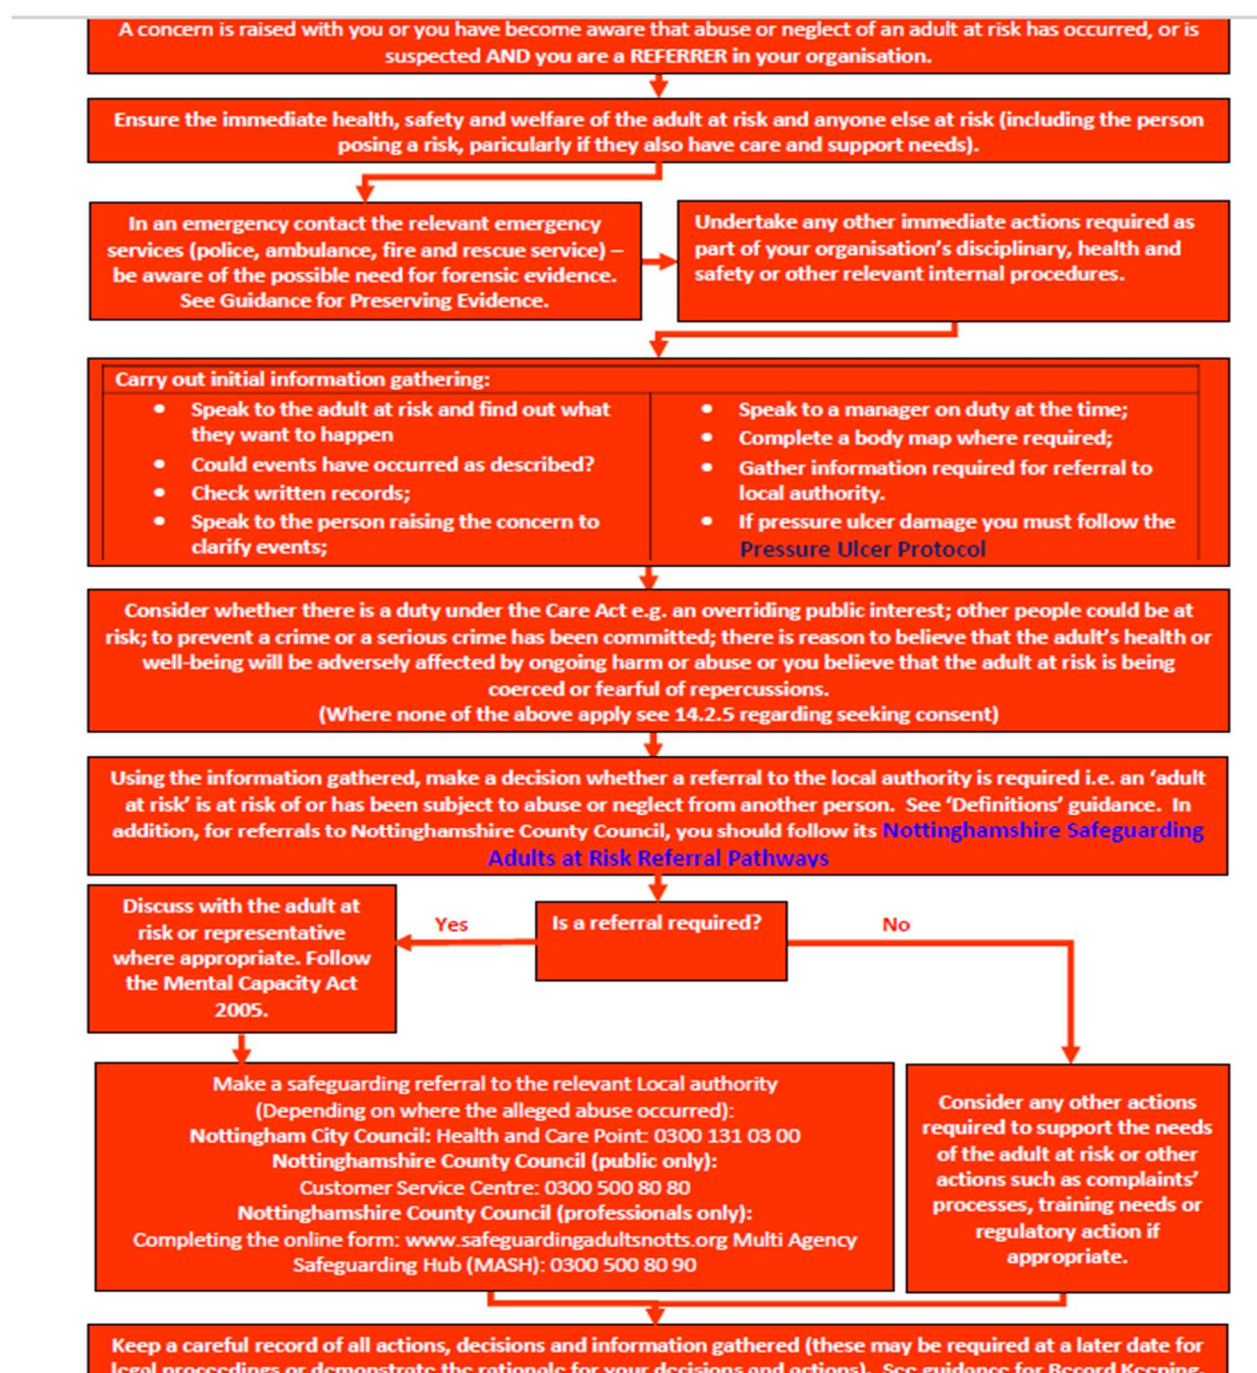 A concern is raised with you or you have become aware that abuse or neglect of an adult at risk has occurred, or is
suspected AND you are a REFERRER in your organisation.
Ensure the immediate health, safety and welfare of the adult at risk and anyone else at risk (including the person
posing a risk, paricularly if they also have care and support needs).
In an emergency contact the relevant emergency
services (police, ambulance, fire and rescue service) –
be aware of the possible need for forensic evidence.
See Guidance for Preserving Evidence.
Undertake any other immediate actions required as
part of your organisation's disciplinary, health and
safety or other relevant internal procedures.
Carry out initial information gathering:
• Speak to the adult at risk and find out what
they want to happen
• Could events have occurred as described?
• Check written records;
• Speak to the person raising the concern to
clarify events;
• Speak to a manager on duty at the time;
• Complete a body map where required;
• Gather information required for referral to
local authority.
• If pressure ulcer damage you must follow the
Pressure Ulcer Protocol
Consider whether there is a duty under the Care Act e.g. an overriding public interest; other people could be at
risk; to prevent a crime or a serious crime has been committed; there is reason to believe that the adult's health or
well-being will be adversely affected by ongoing harm or abuse or you believe that the adult at risk is being
coerced or fearful of repercussions.
(Where none of the above apply see 14.2.5 regarding seeking consent)
Using the information gathered, make a decision whether a referral to the local authority is required i.e. an 'adult
at risk' is at risk of or has been subject to abuse or neglect from another person. See 'Definitions' guidance. In
addition, for referrals to Nottinghamshire County Council, you should follow its Nottinghamshire Safeguarding
Adults at Risk Referral Pathways
Discuss with the adult at
risk or representative
where appropriate. Follow
the Mental Capacity Act
2005.
Yes
Is a referral required?
No
Make a safeguarding referral to the relevant Local authority
(Depending on where the alleged abuse occurred):
Nottingham City Council: Health and Care Point: 0300 131 03 00
Nottinghamshire County Council (public only):
Customer Service Centre: 0300 500 80 80
Nottinghamshire County Council (professionals only):
Completing the online form: www.safeguardingadultsnotts.org Multi Agency
Safeguarding Hub (MASH): 0300 500 80 90
Consider any other actions
required to support the needs
of the adult at risk or other
actions such as complaints'
processes, training needs or
regulatory action if
appropriate.
Keep a careful record of all actions, decisions and information gathered (these may be required at a later date for
legal proceedings or demonstrate the rationale for your decisions and actions). See guidance for Record Keeping.